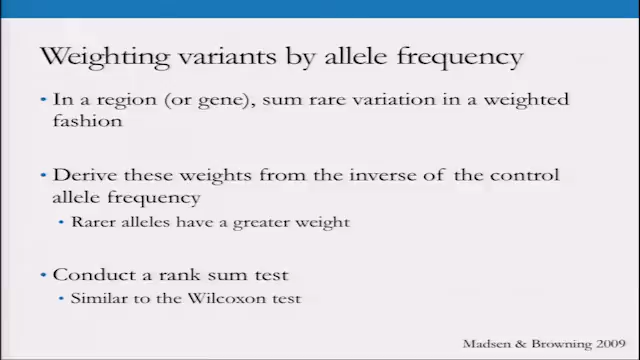 Weighting variants by allele frequency
• In a region (or gene), sum rare variation in a weighted
fashion
• Derive these weights from the inverse of the control
allele frequency
• Rarer alleles have a greater weight
• Conduct a rank sum test
• Similar to the Wilcoxon test
Madsen & Browning 2009